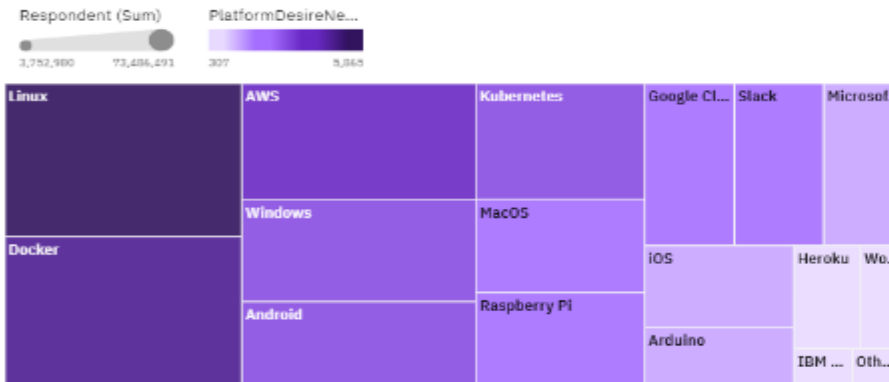 Respondent (Sum)
PlatformDesireNe...
3,752,980
73,486,491
307
5,865
Linux
AWS
Kubernetes
Google Cl...
Slack
Microsof
Windows
MacOS
Docker
iOS
Heroku
Wo.
Raspberry Pi
Android
Arduino
IBM ...
Oth...